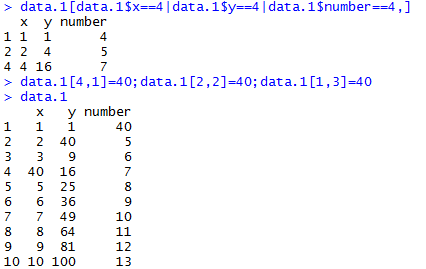 > data.1[data.1$x==4|data.1$y==4|data.1$number==4,]
  x  y number
1 1  1      4
2 2  4      5
4 4 16      7
> data.1[4,1]=40;data.1[2,2]=40;data.1[1,3]=40
> data.1
    x   y number
1   1   1     40
2   2  40      5
3   3   9      6
4  40  16      7
5   5  25      8
6   6  36      9
7   7  49     10
8   8  64     11
9   9  81     12
10 10 100     13